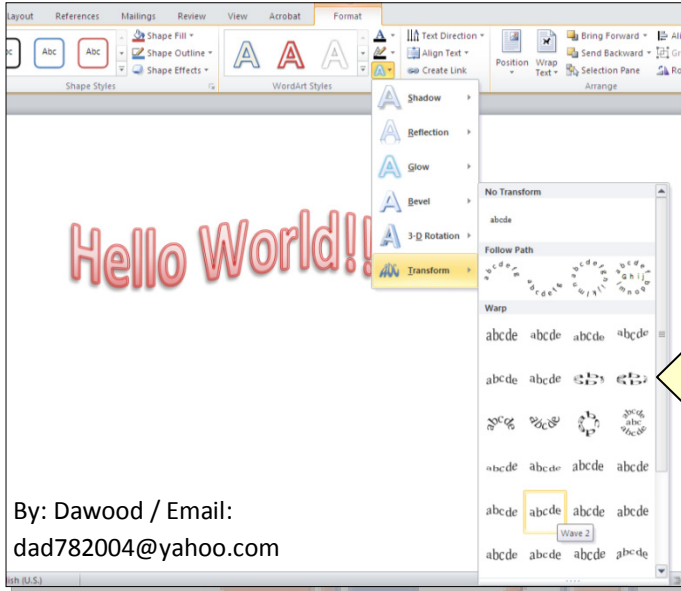 Layout References Mailings Review View Acrobat Format
Abc Abc
Shape Fill
Shape Outline
Shape Effects
Shape Styles
A A A
WordArt Styles
A
A
Text Direction
Align Text
Create Link
Position
Wrap
Text
Bring Forward
Send Backward
Selection Pane
Arrange
Shadow
Reflection
Glow
Bevel
3-D Rotation
Transform
Hello World!!
No Transform
abcde
Follow Path
Warp
abcde abcde abcde abcde
abcde abcde
abcde abcde
abcde abcde abcde abcde
abcde abcde abcde abcde
Wave 2
abcde abcde abcde abcde
By: Dawood / Email:
dad782004@yahoo.com
ish (U.S.)